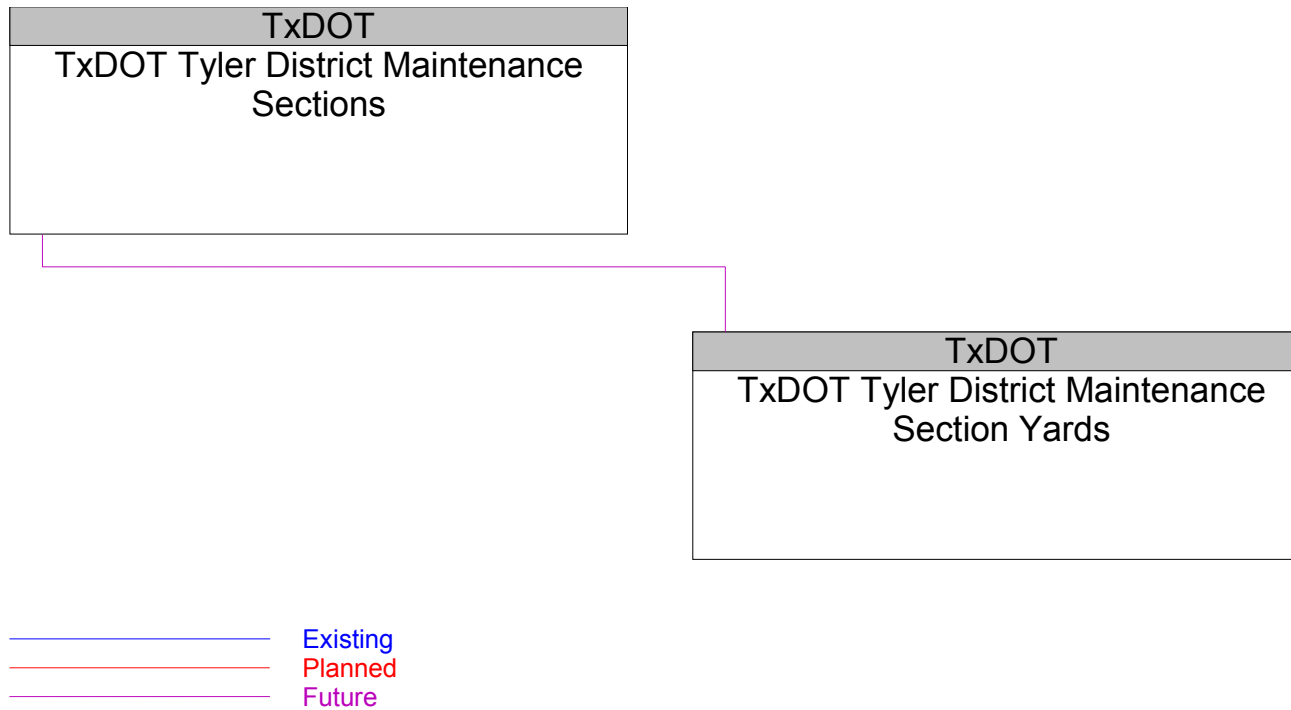 TxDOT
TxDOT Tyler District Maintenance
Sections
TxDOT
TxDOT Tyler District Maintenance
Section Yards
Existing
Planned
Future